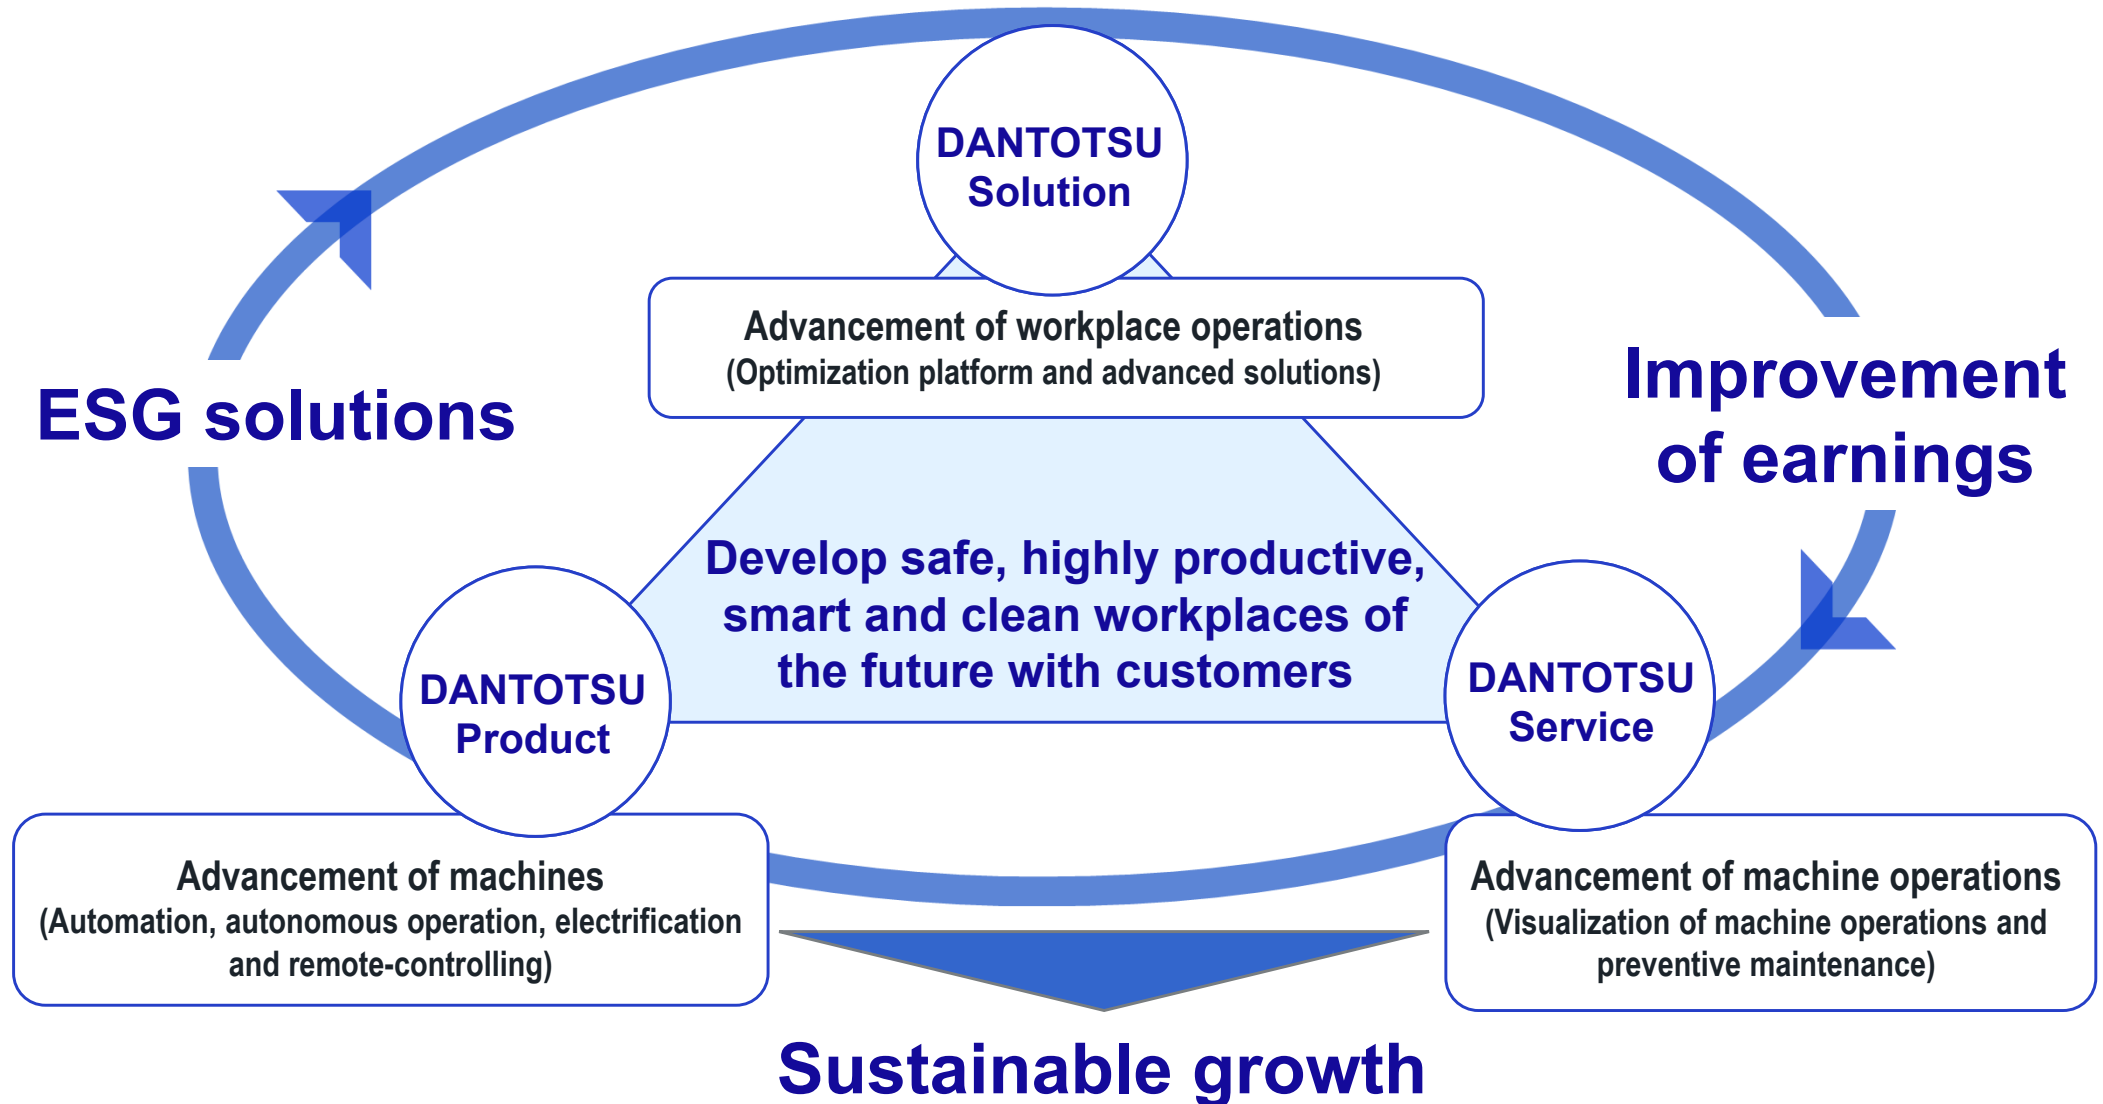 DANTOTSU
Solution
Advancement of workplace operations
(Optimization platform and advanced solutions)
ESG solutions
Improvement
of earnings
Develop safe, highly productive,
smart and clean workplaces of
the future with customers
DANTOTSU
Product
DANTOTSU
Service
Advancement of machines
(Automation, autonomous operation, electrification
and remote-controlling)
Advancement of machine operations
(Visualization of machine operations and
preventive maintenance)
Sustainable growth